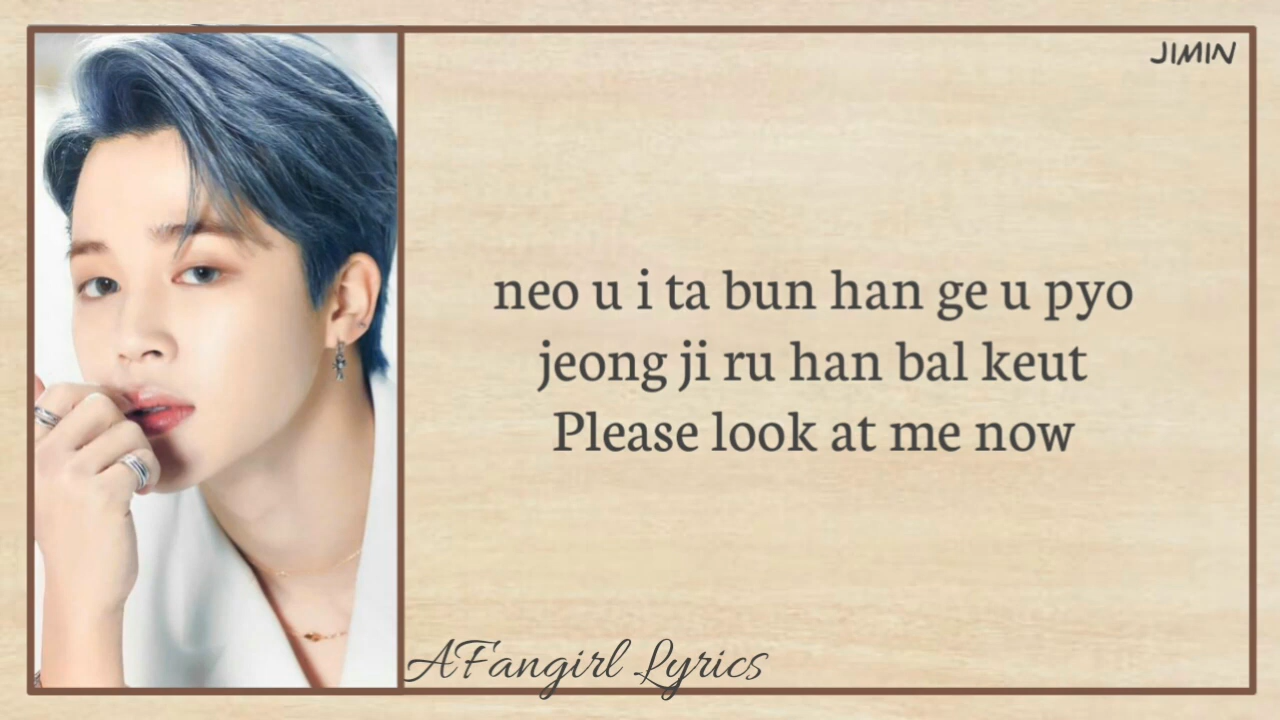 JIMIN
neo u i ta bun han ge u pyo
jeong ji ru han bal keut
Please look at me now
AFangirl Lyrics